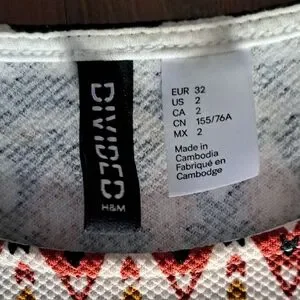 DIVIDED
H&M
EUR 32
US 2
CA 2
CN 155/76A
MX 2
Made in
Cambodia
Fabriqué en
Cambodge